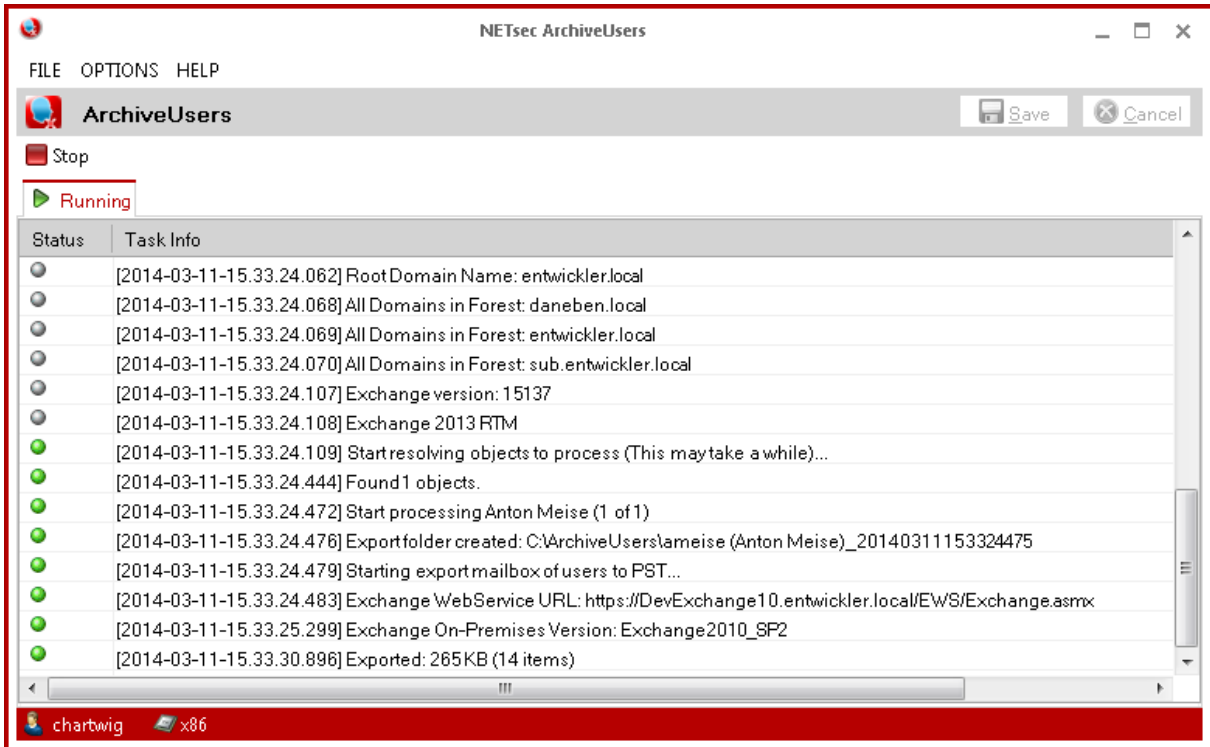 NETsec ArchiveUsers
FILE OPTIONS HELP
ArchiveUsers Save Cancel
Stop
Running
Status Task Info
[2014-03-11-15.33.24.062] Root Domain Name: entwickler.local
[2014-03-11-15.33.24.068] All Domains in Forest: daneben.local
[2014-03-11-15.33.24.069] All Domains in Forest: entwickler.local
[2014-03-11-15.33.24.070] All Domains in Forest: sub.entwickler.local
[2014-03-11-15.33.24.107] Exchange version: 15137
[2014-03-11-15.33.24.108] Exchange 2013 RTM
[2014-03-11-15.33.24.109] Start resolving objects to process (This may take a while)...
[2014-03-11-15.33.24.444] Found 1 objects.
[2014-03-11-15.33.24.472] Start processing Anton Meise (1 of 1)
[2014-03-11-15.33.24.476] Export folder created: C:\ArchiveUsers\ameise (Anton Meise)_20140311153324475
[2014-03-11-15.33.24.479] Starting export mailbox of users to PST...
[2014-03-11-15.33.24.483] Exchange WebService URL: https://DevExchange10.entwickler.local/EWS/Exchange.asmx
[2014-03-11-15.33.25.299] Exchange On-Premises Version: Exchange2010_SP2
[2014-03-11-15.33.30.896] Exported: 265 KB (14 items)
chartwig x86